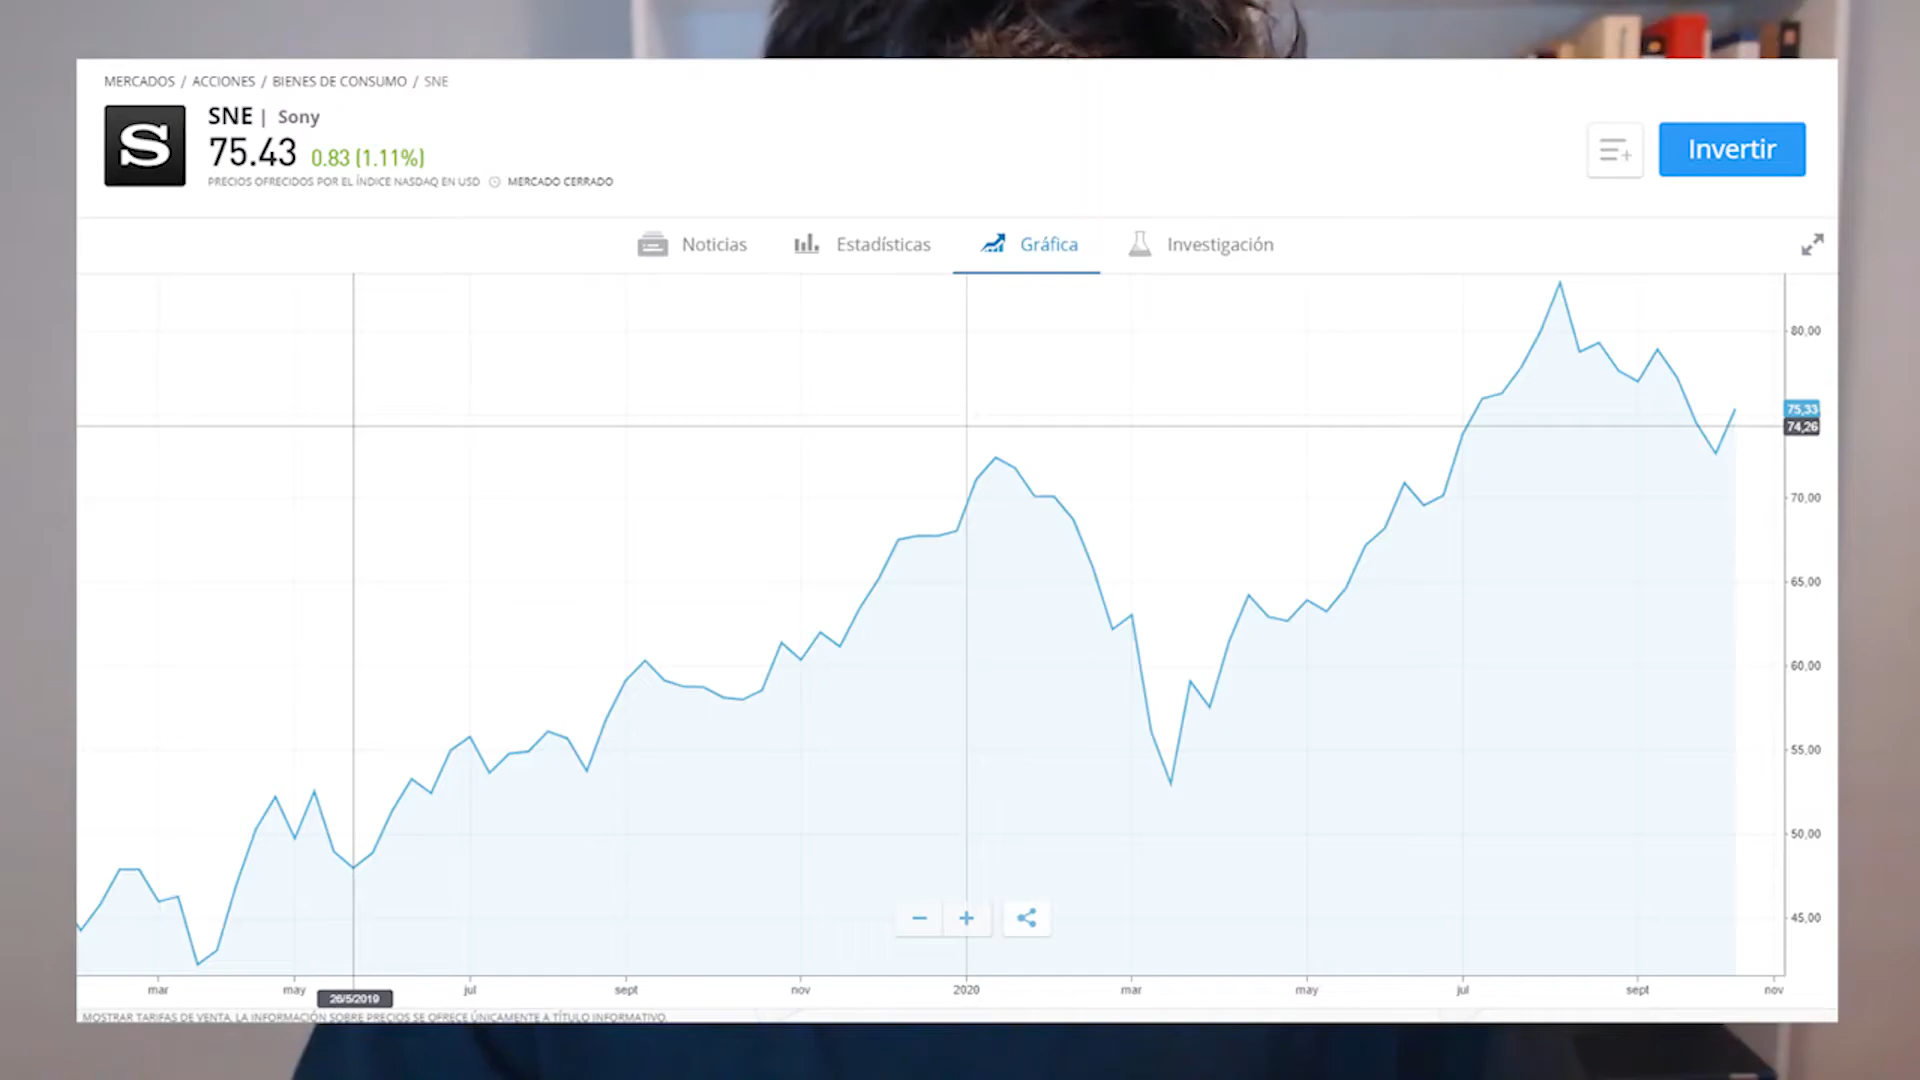 MERCADOS / ACCIONES / BIENES DE CONSUMO / SNE
S
SNE | Sony
75.43 0.83 (1.11%)
PRECIOS OFRECIDOS POR EL ÍNDICE NASDAQ EN USD MERCADO CERRADO
Invertir
Noticias Estadísticas Gráfica Investigación
80,00
75,33
74,26
70,00
65,00
60,00
55,00
50,00
45,00
mar may jul sept nov 2020 mar may jul sept nov
26/5/2019
MOSTRAR TARIFAS DE VENTA. LA INFORMACIÓN SOBRE PRECIOS SE OFRECE ÚNICAMENTE A TÍTULO INFORMATIVO.